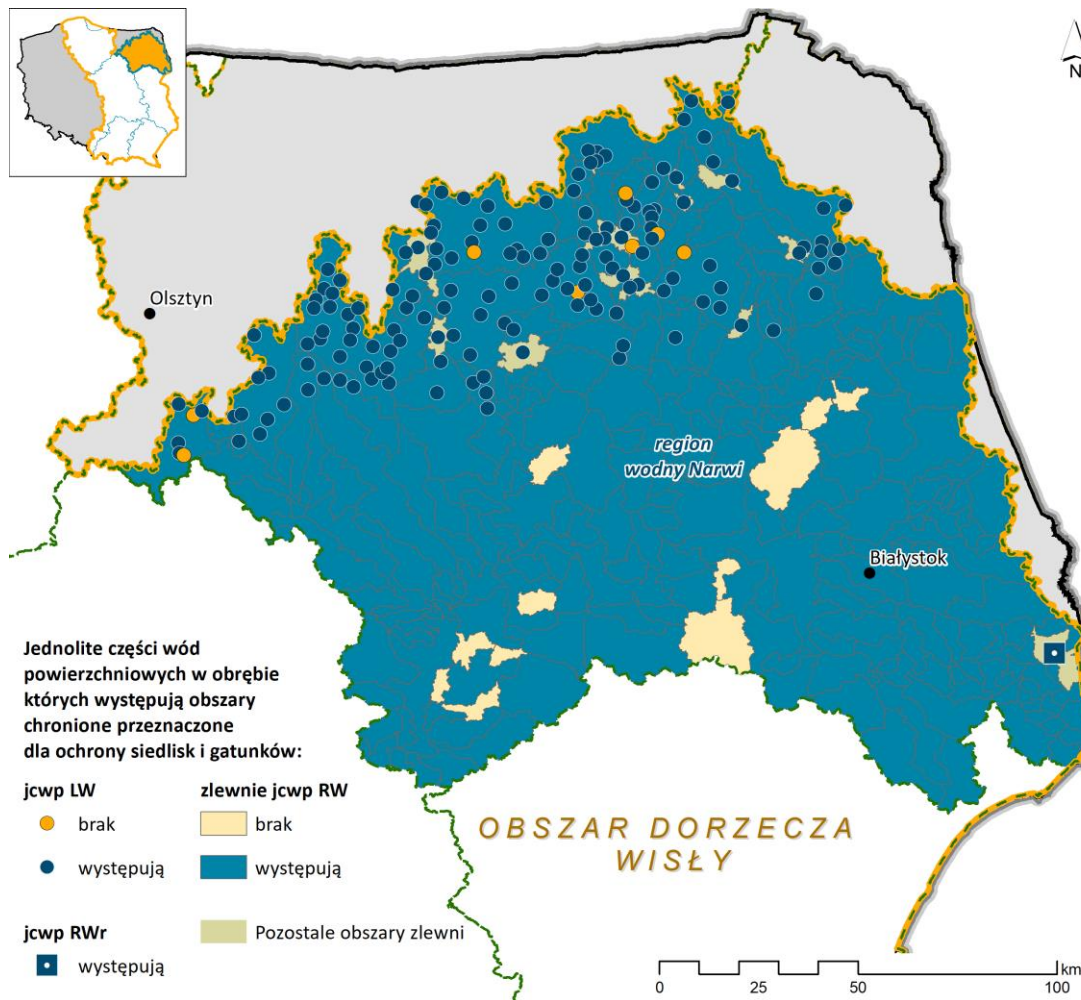 N
Olsztyn
region
wodny Narwi
Białystok
Jednolite części wód
powierzchniowych w obrębie
których występują obszary
chronione przeznaczone
dla ochrony siedlisk i gatunków:
jcwp LW
brak
występują
jcwp RWr
występują
zlewnie jcwp RW
brak
występują
Pozostałe obszary zlewni
OBSZAR DORZECZA
WISŁY
km
0 25 50 100